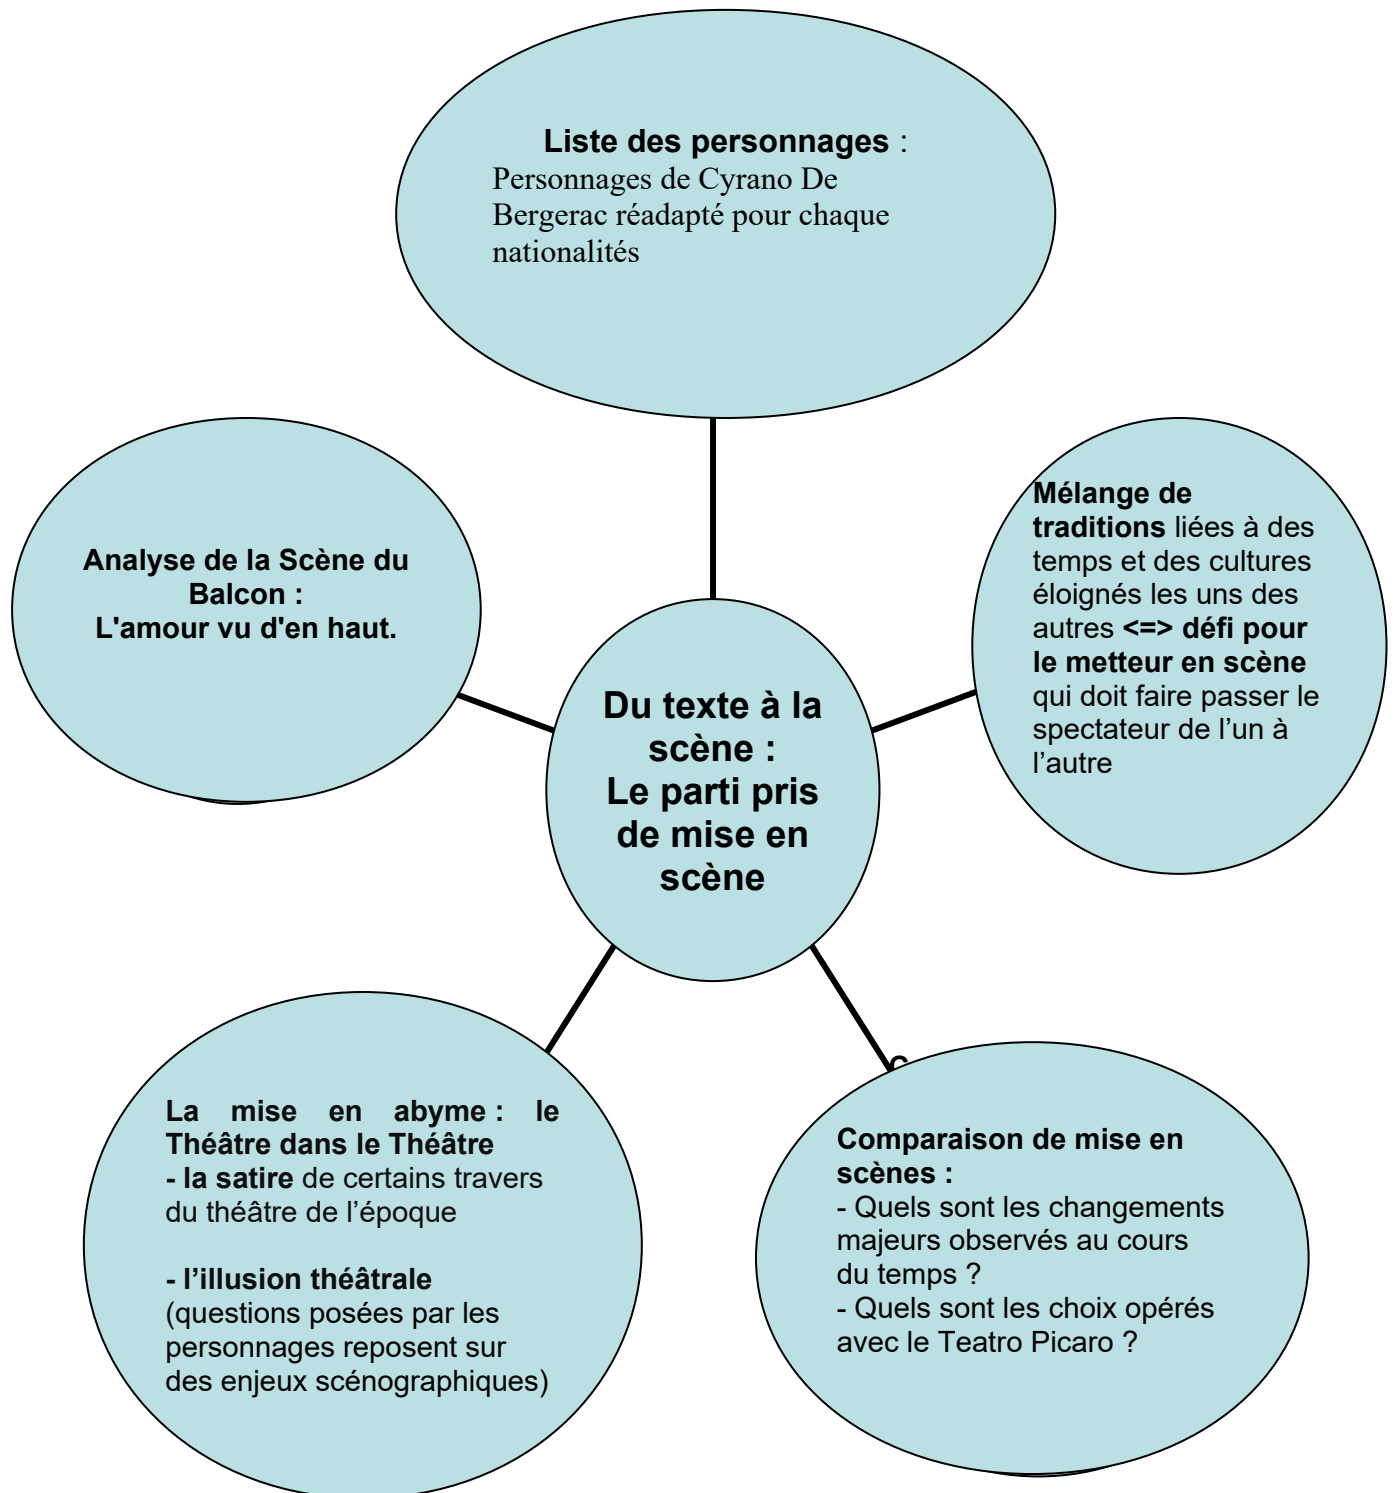 Liste des personnages :
Personnages de Cyrano De
Bergerac réadapté pour chaque
nationalités
Mélange de
traditions liées à des
temps et des cultures
éloignés les uns des
autres <=> défi pour
le metteur en scène
qui doit faire passer le
spectateur de l’un à
l’autre
Analyse de la Scène du
Balcon :
L'amour vu d'en haut.
Du texte à la
scène :
Le parti pris
de mise en
scène
La mise en abyme : le
Théâtre dans le Théâtre
- la satire de certains travers
du théâtre de l’époque
- l’illusion théâtrale
(questions posées par les
personnages reposent sur
des enjeux scénographiques)
Comparaison de mise en
scènes :
- Quels sont les changements
majeurs observés au cours
du temps ?
- Quels sont les choix opérés
avec le Teatro Picaro ?